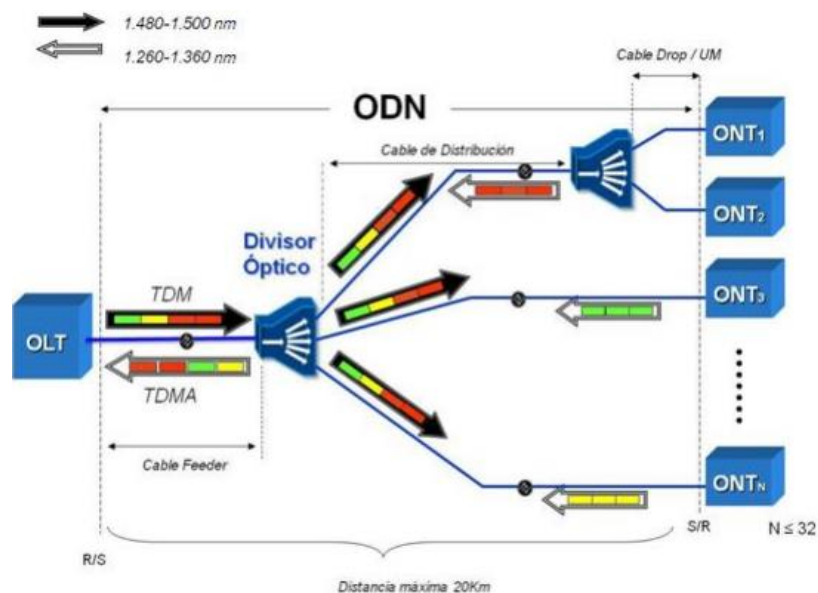 1.480-1.500 nm
1.260-1.360 nm
Cable Drop / UM
ODN
ONT1
Cable de Distribución
ONT2
Divisor
Óptico
TDM
ONT3
OLT
TDMA
Cable Feeder
ONTN
S/R
N ≤ 32
R/S
Distancia máxima 20Km